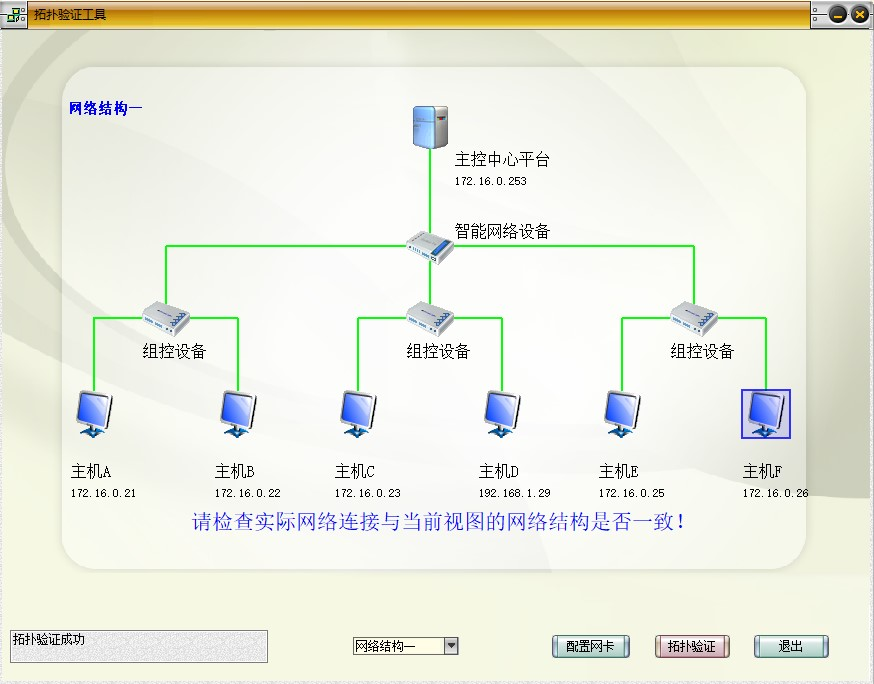 拓扑验证工具
网络结构一
主控中心平台
172.16.0.253
智能网络设备
组控设备
组控设备
组控设备
主机A
主机B
主机C
主机D
主机E
主机F
172.16.0.21
172.16.0.22
172.16.0.23
192.168.1.29
172.16.0.25
172.16.0.26
请检查实际网络连接与当前视图的网络结构是否一致！
拓扑验证成功
网络结构一
配置网卡
拓扑验证
退出